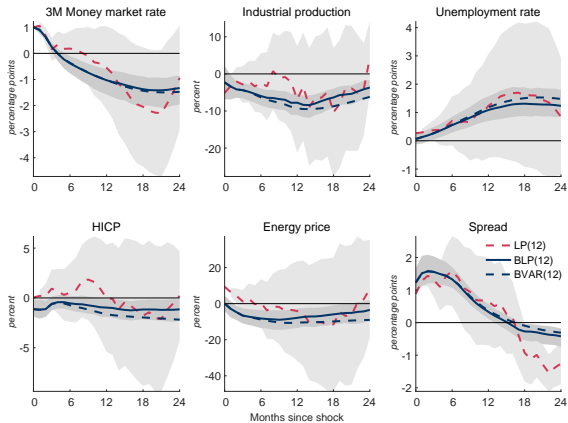 3M Money market rate
percentage points
1
0
-1
-2
-3
-4
0 6 12 18 24
Industrial production
percent
10
0
-10
-20
0 6 12 18 24
Unemployment rate
percentage points
4
3
2
1
0
-1
0 6 12 18 24
HICP
percent
5
0
-5
0 6 12 18 24
Energy price
percent
20
0
-20
-40
0 6 12 18 24
Months since shock
Spread
percentage points
2
1
0
-1
-2
0 6 12 18 24
LP(12)
BLP(12)
BVAR(12)